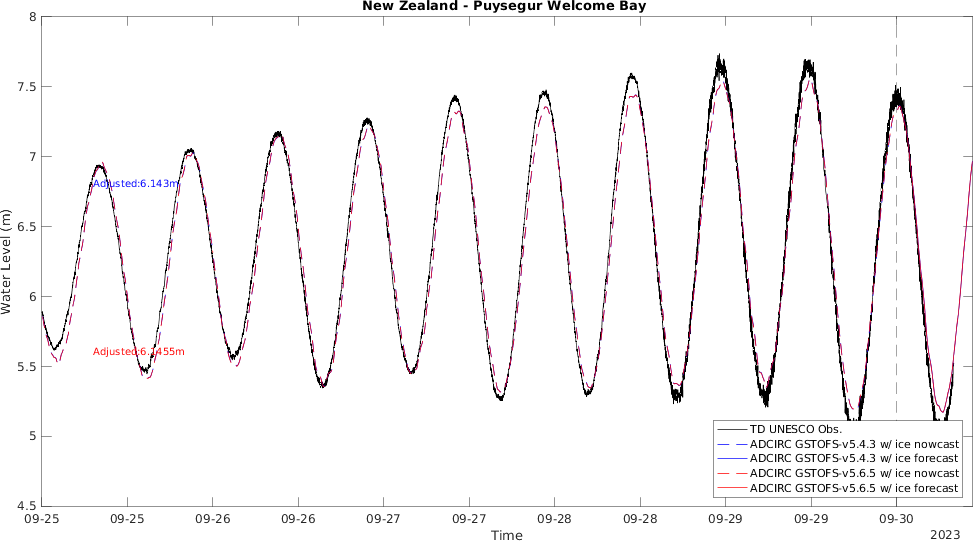 New Zealand - Puysegur Welcome Bay
8
7.5
7
6.5
6
5.5
5
4.5
Water Level (m)
Adjusted:6.143m
Adjusted:6.1455m
TD UNESCO Obs.
ADCIRC GSTOFS-v5.4.3 w/ ice nowcast
ADCIRC GSTOFS-v5.4.3 w/ ice forecast
ADCIRC GSTOFS-v5.6.5 w/ ice nowcast
ADCIRC GSTOFS-v5.6.5 w/ ice forecast
09-25 09-25 09-26 09-26 09-27 09-27 09-28 09-28 09-29 09-29 09-30
Time
2023